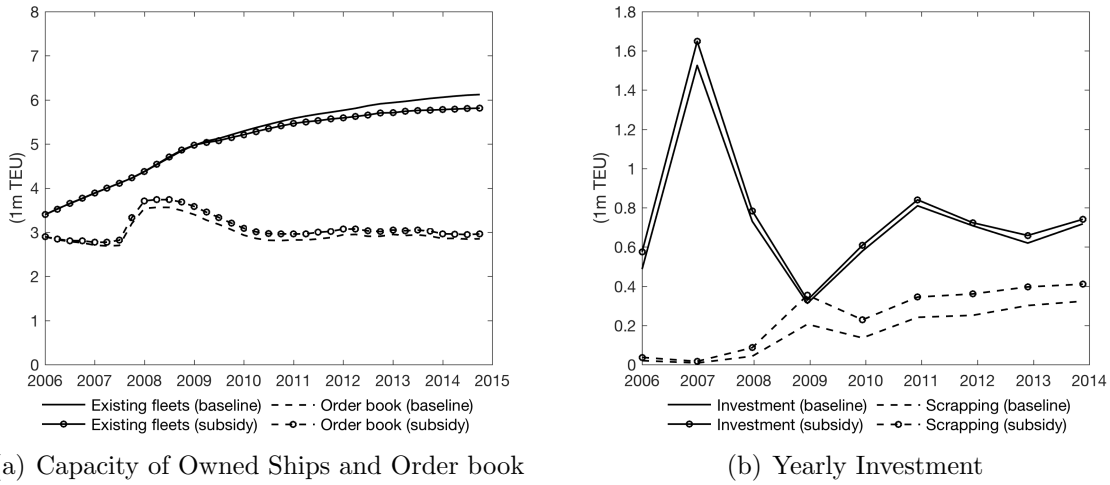 8
7
6
5
4
3
2
1
0
(1m TEU)
2006 2007 2008 2009 2010 2011 2012 2013 2014 2015
Existing fleets (baseline) Order book (baseline)
Existing fleets (subsidy) Order book (subsidy)
a) Capacity of Owned Ships and Order book
1.8
1.6
1.4
1.2
1
0.8
0.6
0.4
0.2
0
(1m TEU)
2006 2007 2008 2009 2010 2011 2012 2013 2014
Investment (baseline) Scrapping (baseline)
Investment (subsidy) Scrapping (subsidy)
(b) Yearly Investment